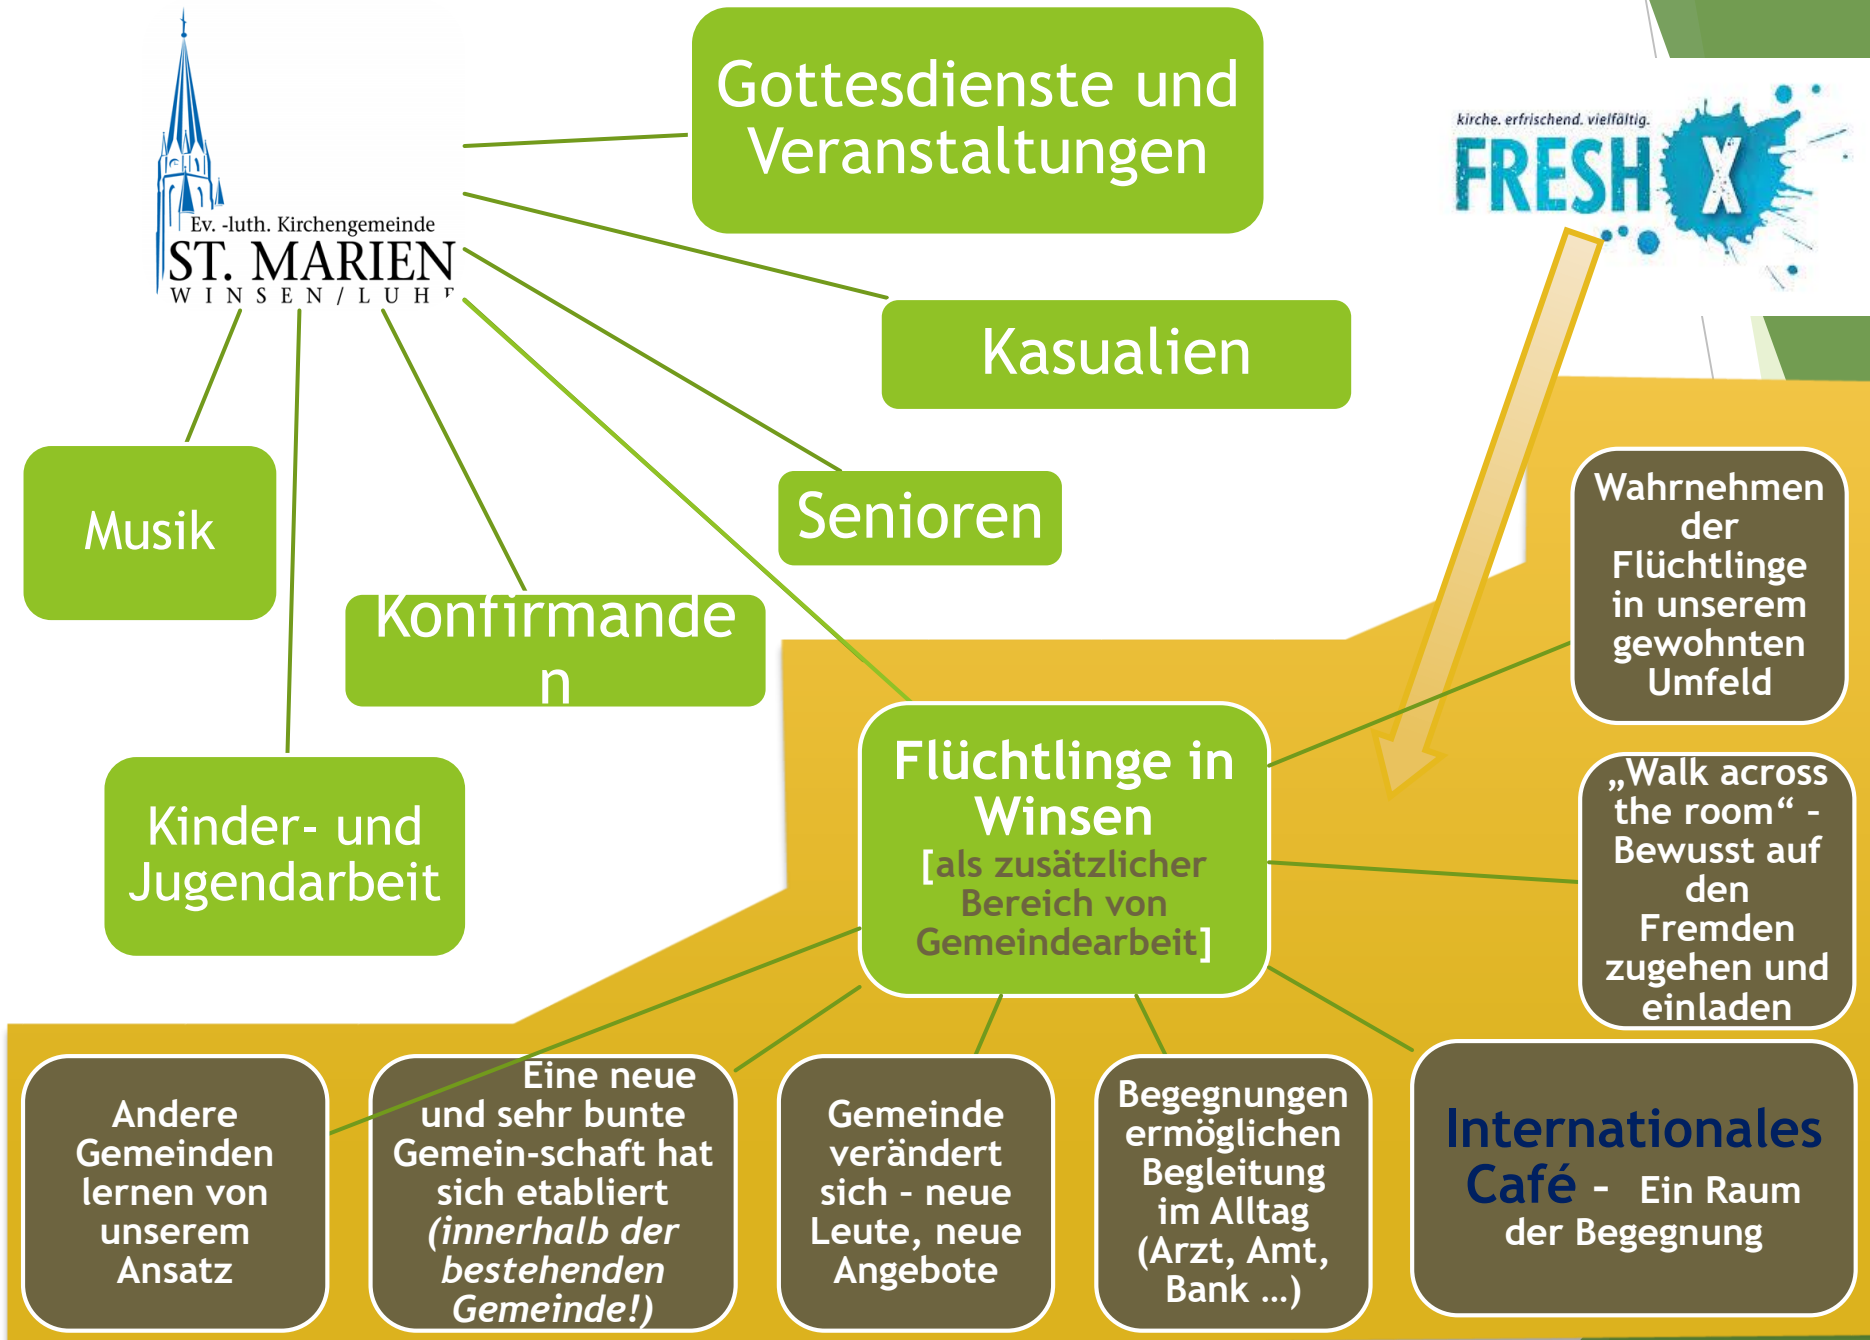 Gottesdienste und
Veranstaltungen
kirche. erfrischend. vielfältig.
FRESH X
Ev. -luth. Kirchengemeinde
ST. MARIEN
WINSEN/LUHE
Kasualien
Musik
Senioren
Konfirmande
n
Kinder- und
Jugendarbeit
Flüchtlinge in
Winsen
[als zusätzlicher
Bereich von
Gemeindearbeit]
Wahrnehmen
der
Flüchtlinge
in unserem
gewohnten
Umfeld
„Walk across
the room“ –
Bewusst auf
den
Fremden
zugehen und
einladen
Internationales
Café – Ein Raum
der Begegnung
Begegnungen
ermöglichen
Begleitung
im Alltag
(Arzt, Amt,
Bank …)
Gemeinde
verändert
sich – neue
Leute, neue
Angebote
Eine neue
und sehr bunte
Gemein-schaft hat
sich etabliert
(innerhalb der
bestehenden
Gemeinde!)
Andere
Gemeinden
lernen von
unserem
Ansatz